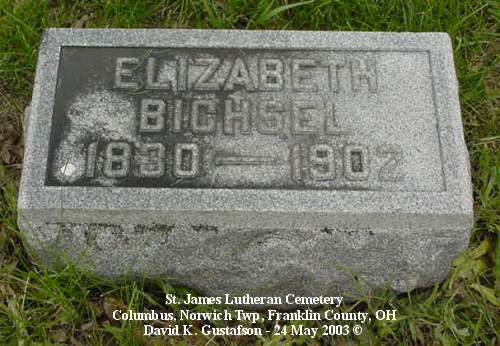 ELIZABETH
BICHSEL
1830 — 1902
St. James Lutheran Cemetery
Columbus, Norwich Twp, Franklin County, OH
David K. Gustafson - 24 May 2003 ©